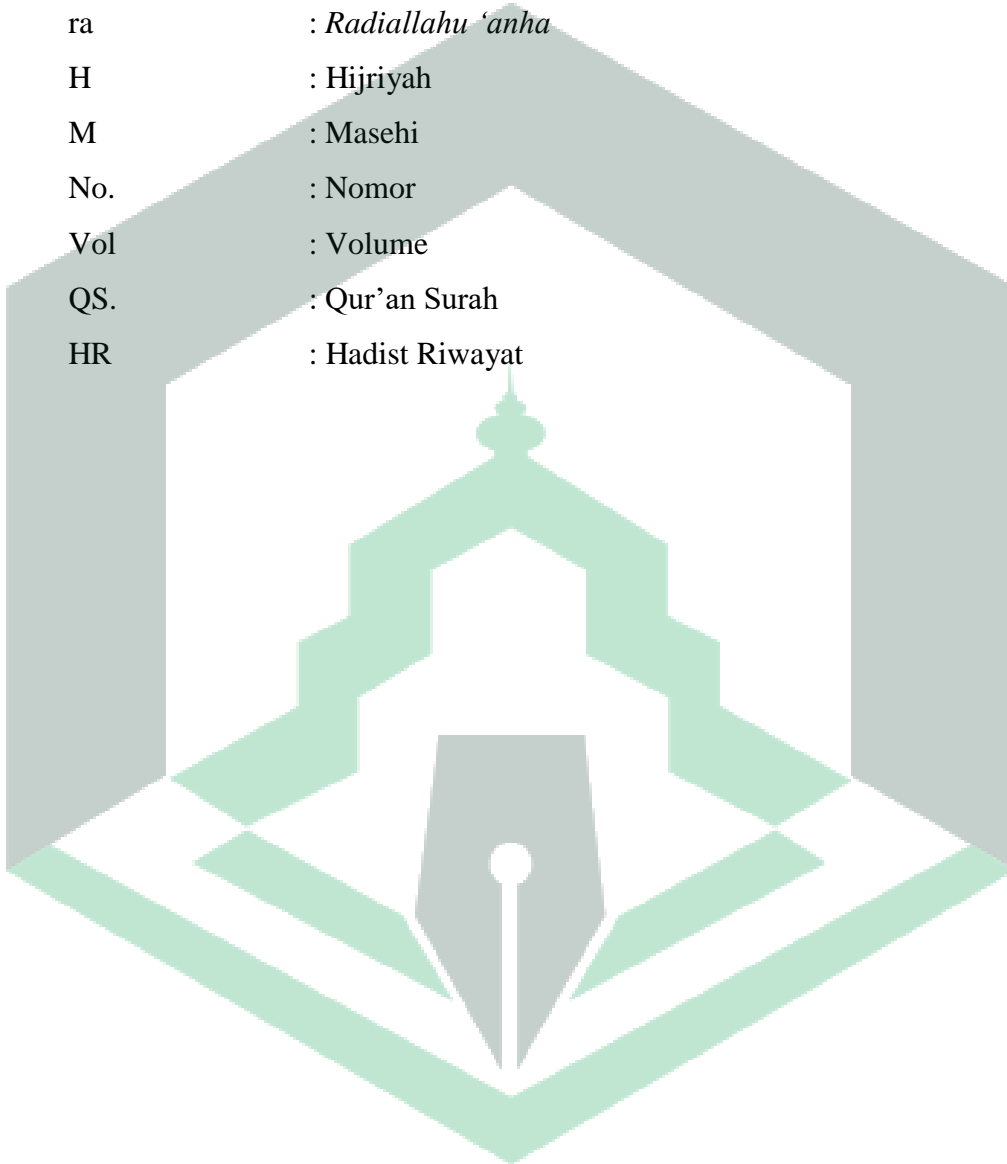 ra : Radiallahu ‘anha
H : Hijriyah
M : Masehi
No. : Nomor
Vol : Volume
QS. : Qur’an Surah
HR : Hadist Riwayat